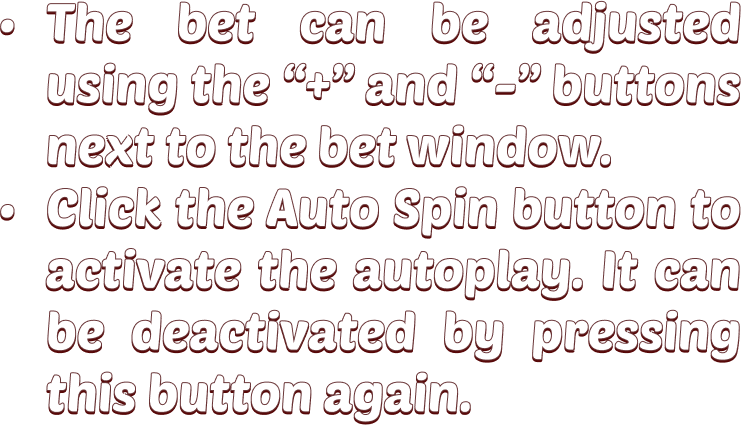 • The bet can be adjusted
using the “+” and “-” buttons
next to the bet window.
• Click the Auto Spin button to
activate the autoplay. It can
be deactivated by pressing
this button again.